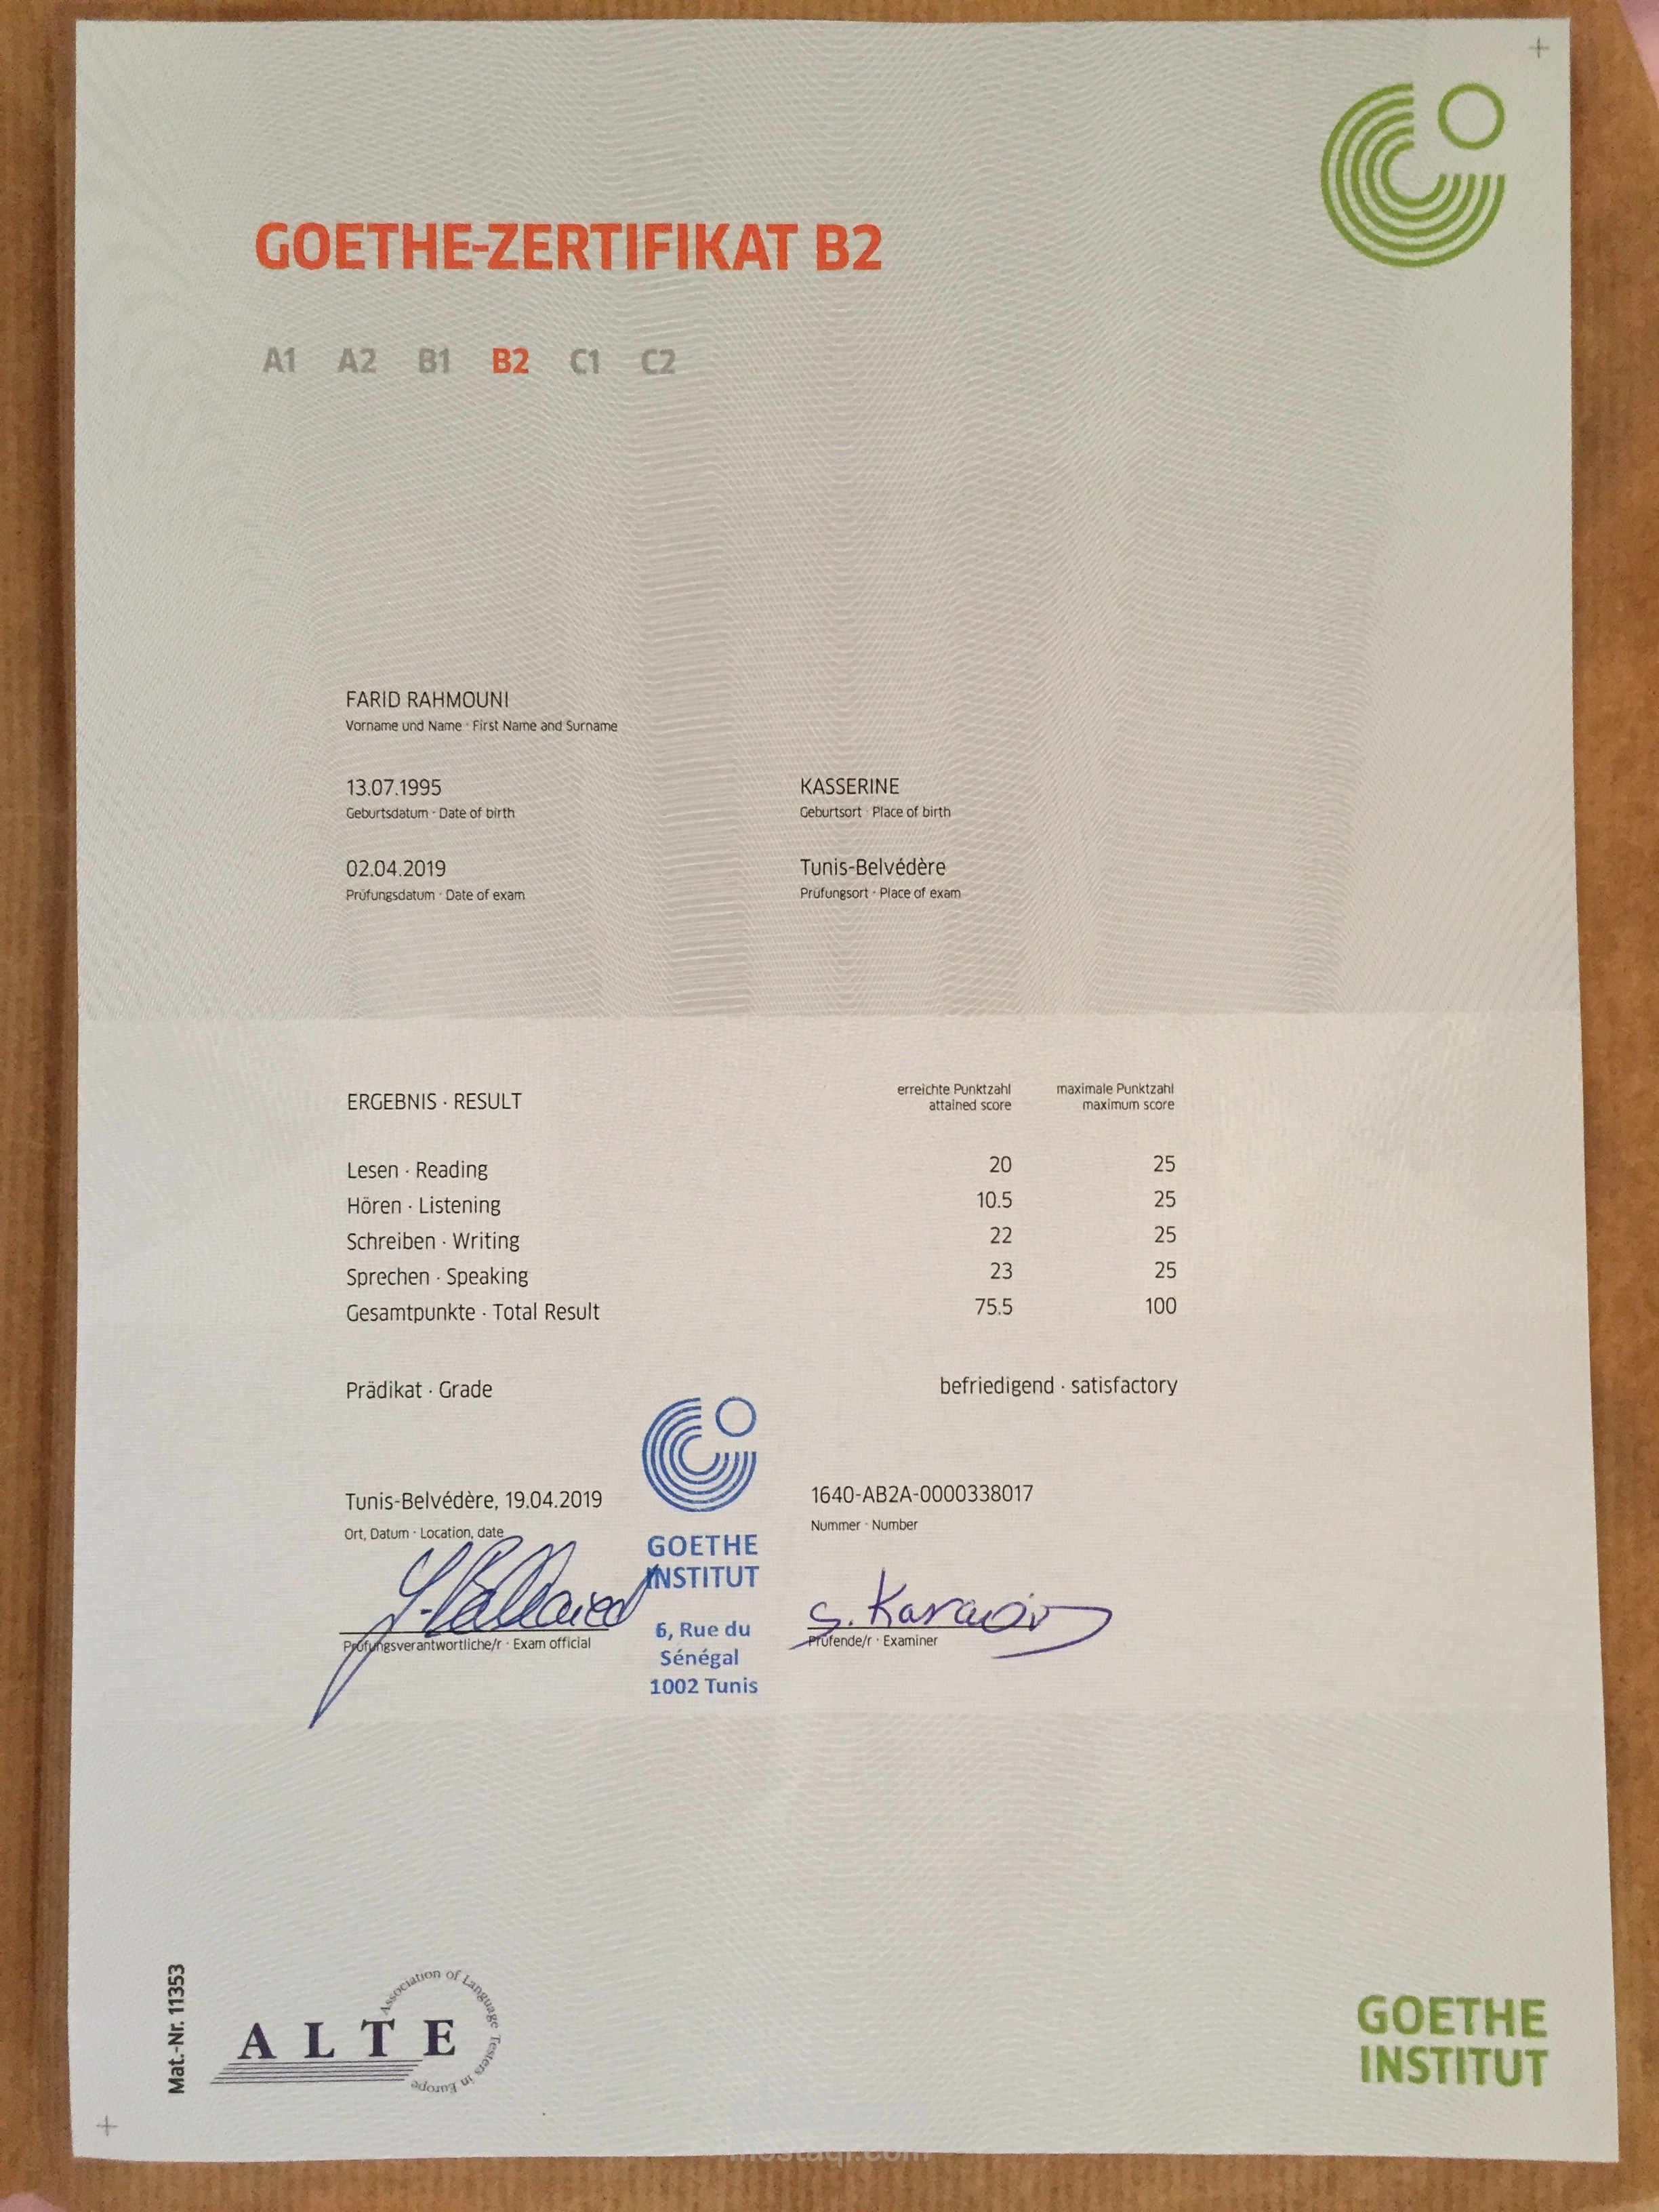 GOETHE-ZERTIFIKAT B2
A1 A2 B1 B2 C1 C2
FARID RAHMOUNI
Vorname und Name · First Name and Surname
13.07.1995 KASSERINE
Geburtsdatum · Date of birth Geburtsort · Place of birth
02.04.2019 Tunis-Belvédère
Prüfungsdatum · Date of exam Prüfungsort · Place of exam
ERGEBNIS · RESULT
erreichte Punktzahl maximale Punktzahl
attained score maximum score
Lesen · Reading 20 25
Hören · Listening 10.5 25
Schreiben · Writing 22 25
Sprechen · Speaking 23 25
Gesamtpunkte · Total Result 75.5 100
Prädikat · Grade befriedigend · satisfactory
Tunis-Belvédère, 19.04.2019 1640-AB2A-0000338017
Ort, Datum · Location, date Nummer · Number
GOETHE
INSTITUT
6, Rue du
Sénégal
1002 Tunis
Prüfungsverantwortliche/r · Exam official Prüfende/r · Examiner
Mat.-Nr. 11353
ALTE
Association of Language Testers in Europe
GOETHE
INSTITUT
mostaql.com